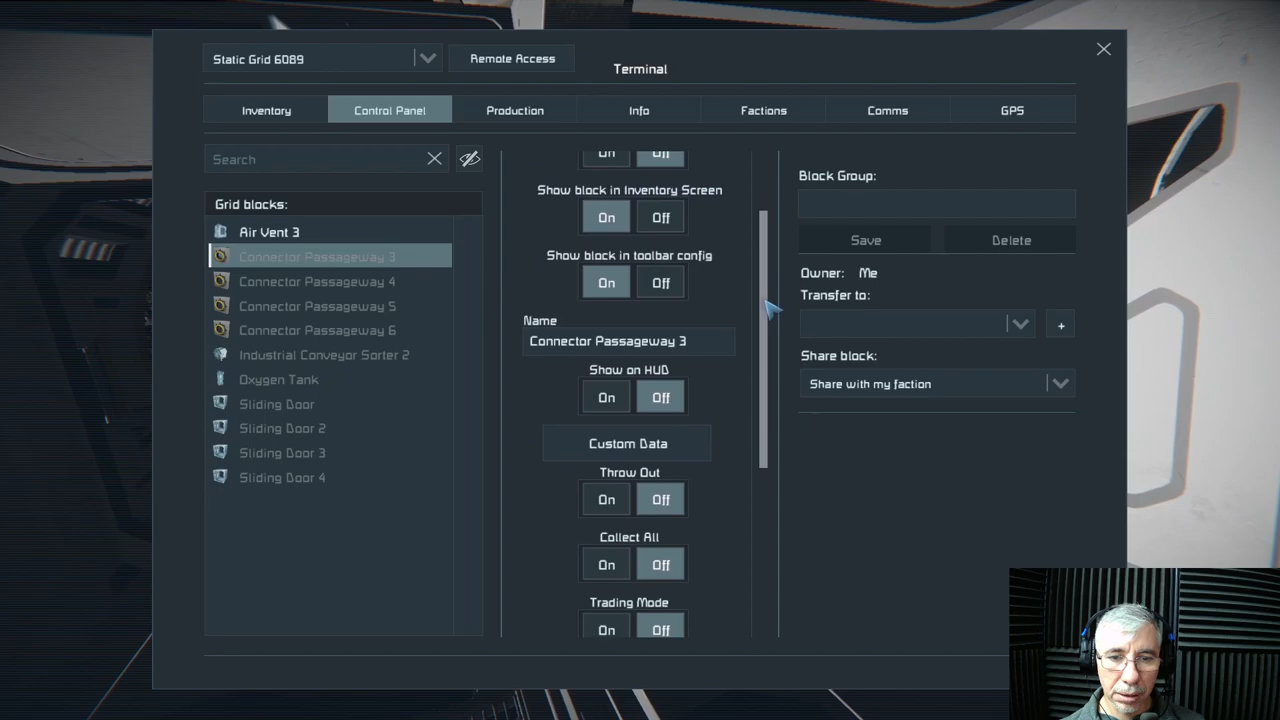 Static Grid 6089
Remote Access
Terminal
Inventory
Control Panel
Production
Info
Factions
Comms
GPS
Search
Grid blocks:
Air Vent 3
Connector Passageway 3
Connector Passageway 4
Connector Passageway 5
Connector Passageway 6
Industrial Conveyor Sorter 2
Oxygen Tank
Sliding Door
Sliding Door 2
Sliding Door 3
Sliding Door 4
On Off
Show block in Inventory Screen
On Off
Show block in toolbar config
On Off
Name
Connector Passageway 3
Show on HUD
On Off
Custom Data
Throw Out
On Off
Collect All
On Off
Trading Mode
On Off
Block Group:
Save Delete
Owner: Me
Transfer to:
+
Share block:
Share with my faction